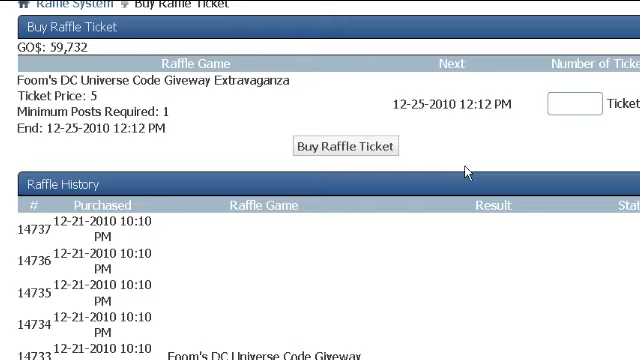 Raffle System Buy Raffle Ticket
Buy Raffle Ticket
GO$: 59,732
Raffle Game Next Number of Ticke
Foom's DC Universe Code Giveway Extravaganza
Ticket Price: 5
Minimum Posts Required: 1
End: 12-25-2010 12:12 PM
12-25-2010 12:12 PM Ticket
Buy Raffle Ticket
Raffle History
# Purchased Raffle Game Result Stat
14737 12-21-2010 10:10 PM
14736 12-21-2010 10:10 PM
14735 12-21-2010 10:10 PM
14734 12-21-2010 10:10 PM
14733 12-21-2010 10:10 Foom's DC Universe Code Giveway